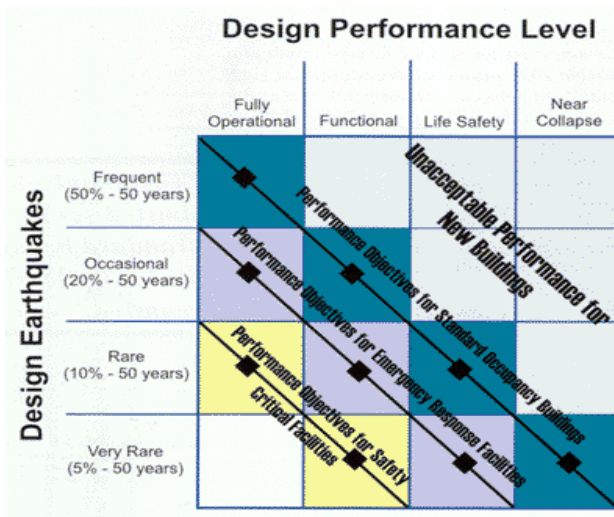 Design Performance Level
Fully
Operational
Functional
Life Safety
Near
Collapse
Design Earthquakes
Frequent
(50% - 50 years)
Occasional
(20% - 50 years)
Rare
(10% - 50 years)
Very Rare
(5% - 50 years)
Unacceptable Performance for
New Buildings
Performance Objectives for Standard Occupancy Buildings
Performance Objectives for Emergency Response Facilities
Performance Objectives for Safety
Critical Facilities